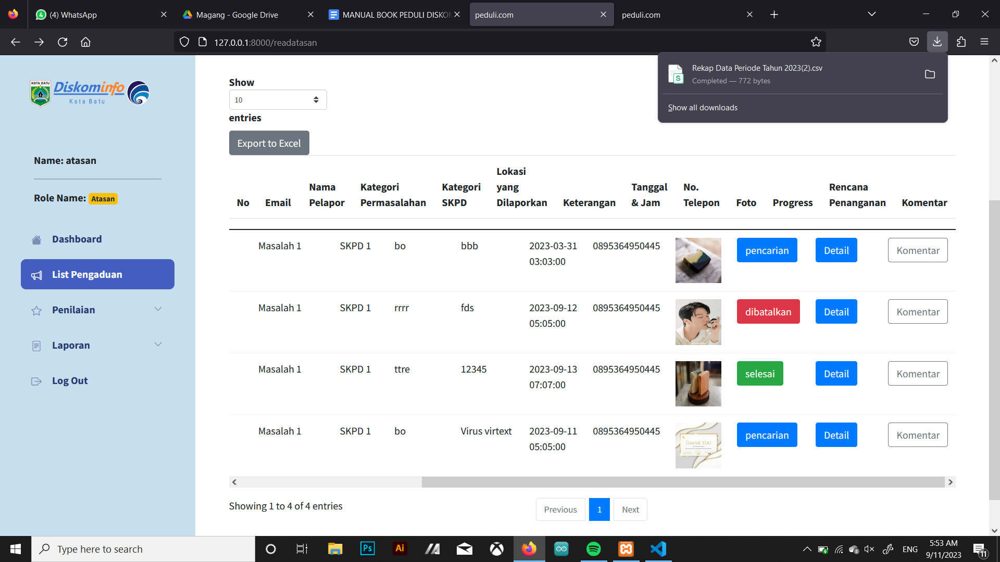 (4) WhatsApp
Magang - Google Drive
MANUAL BOOK PEDULI DISKON
peduli.com
peduli.com
127.0.0.1:8000/readatasan
Rekap Data Periode Tahun 2023(2).csv
Completed — 772 bytes
Show all downloads
KOTA BATU
Diskominfo
Kota Batu
Name: atasan
Role Name: Atasan
Dashboard
List Pengaduan
Penilaian
Laporan
Log Out
Show
10
entries
Export to Excel
No
Email
Nama
Pelapor
Kategori
Permasalahan
Kategori
SKPD
Lokasi
yang
Dilaporkan
Keterangan
Tanggal
& Jam
No.
Telepon
Foto
Progress
Rencana
Penanganan
Komentar
Masalah 1 SKPD 1 bo bbb 2023-03-31 0895364950445 pencarian Detail Komentar
03:03:00
Masalah 1 SKPD 1 rrrr fds 2023-09-12 0895364950445 dibatalkan Detail Komentar
05:05:00
Masalah 1 SKPD 1 ttre 12345 2023-09-13 0895364950445 selesai Detail Komentar
07:07:00
Masalah 1 SKPD 1 bo Virus virtext 2023-09-11 0895364950445 pencarian Detail Komentar
05:05:00
THANK YOU
Showing 1 to 4 of 4 entries
Previous 1 Next
Type here to search
Ps
Ai
ENG
5:53 AM
9/11/2023
11